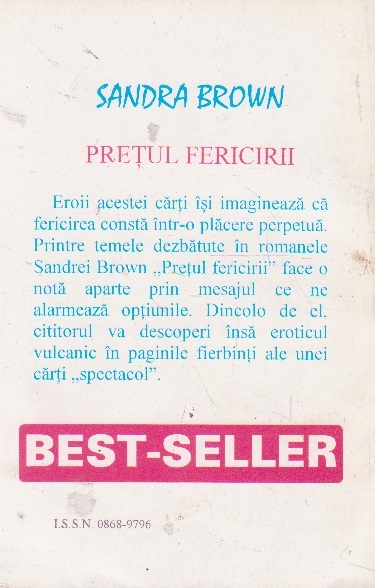 SANDRA BROWN
PREȚUL FERICIRII
Eroii acestei cărți își imaginează că
fericirea constă într-o plăcere perpetuă.
Printre temele dezbătute în romanele
Sandrei Brown „Prețul fericirii” face o
notă aparte prin mesajul ce ne
alarmează opțiunile. Dincolo de el.
cititorul va descoperi însă eroticul
vulcanic în paginile fierbinți ale unei
cărți „spectacol”.
BEST-SELLER
I.S.S.N. 0868-9796